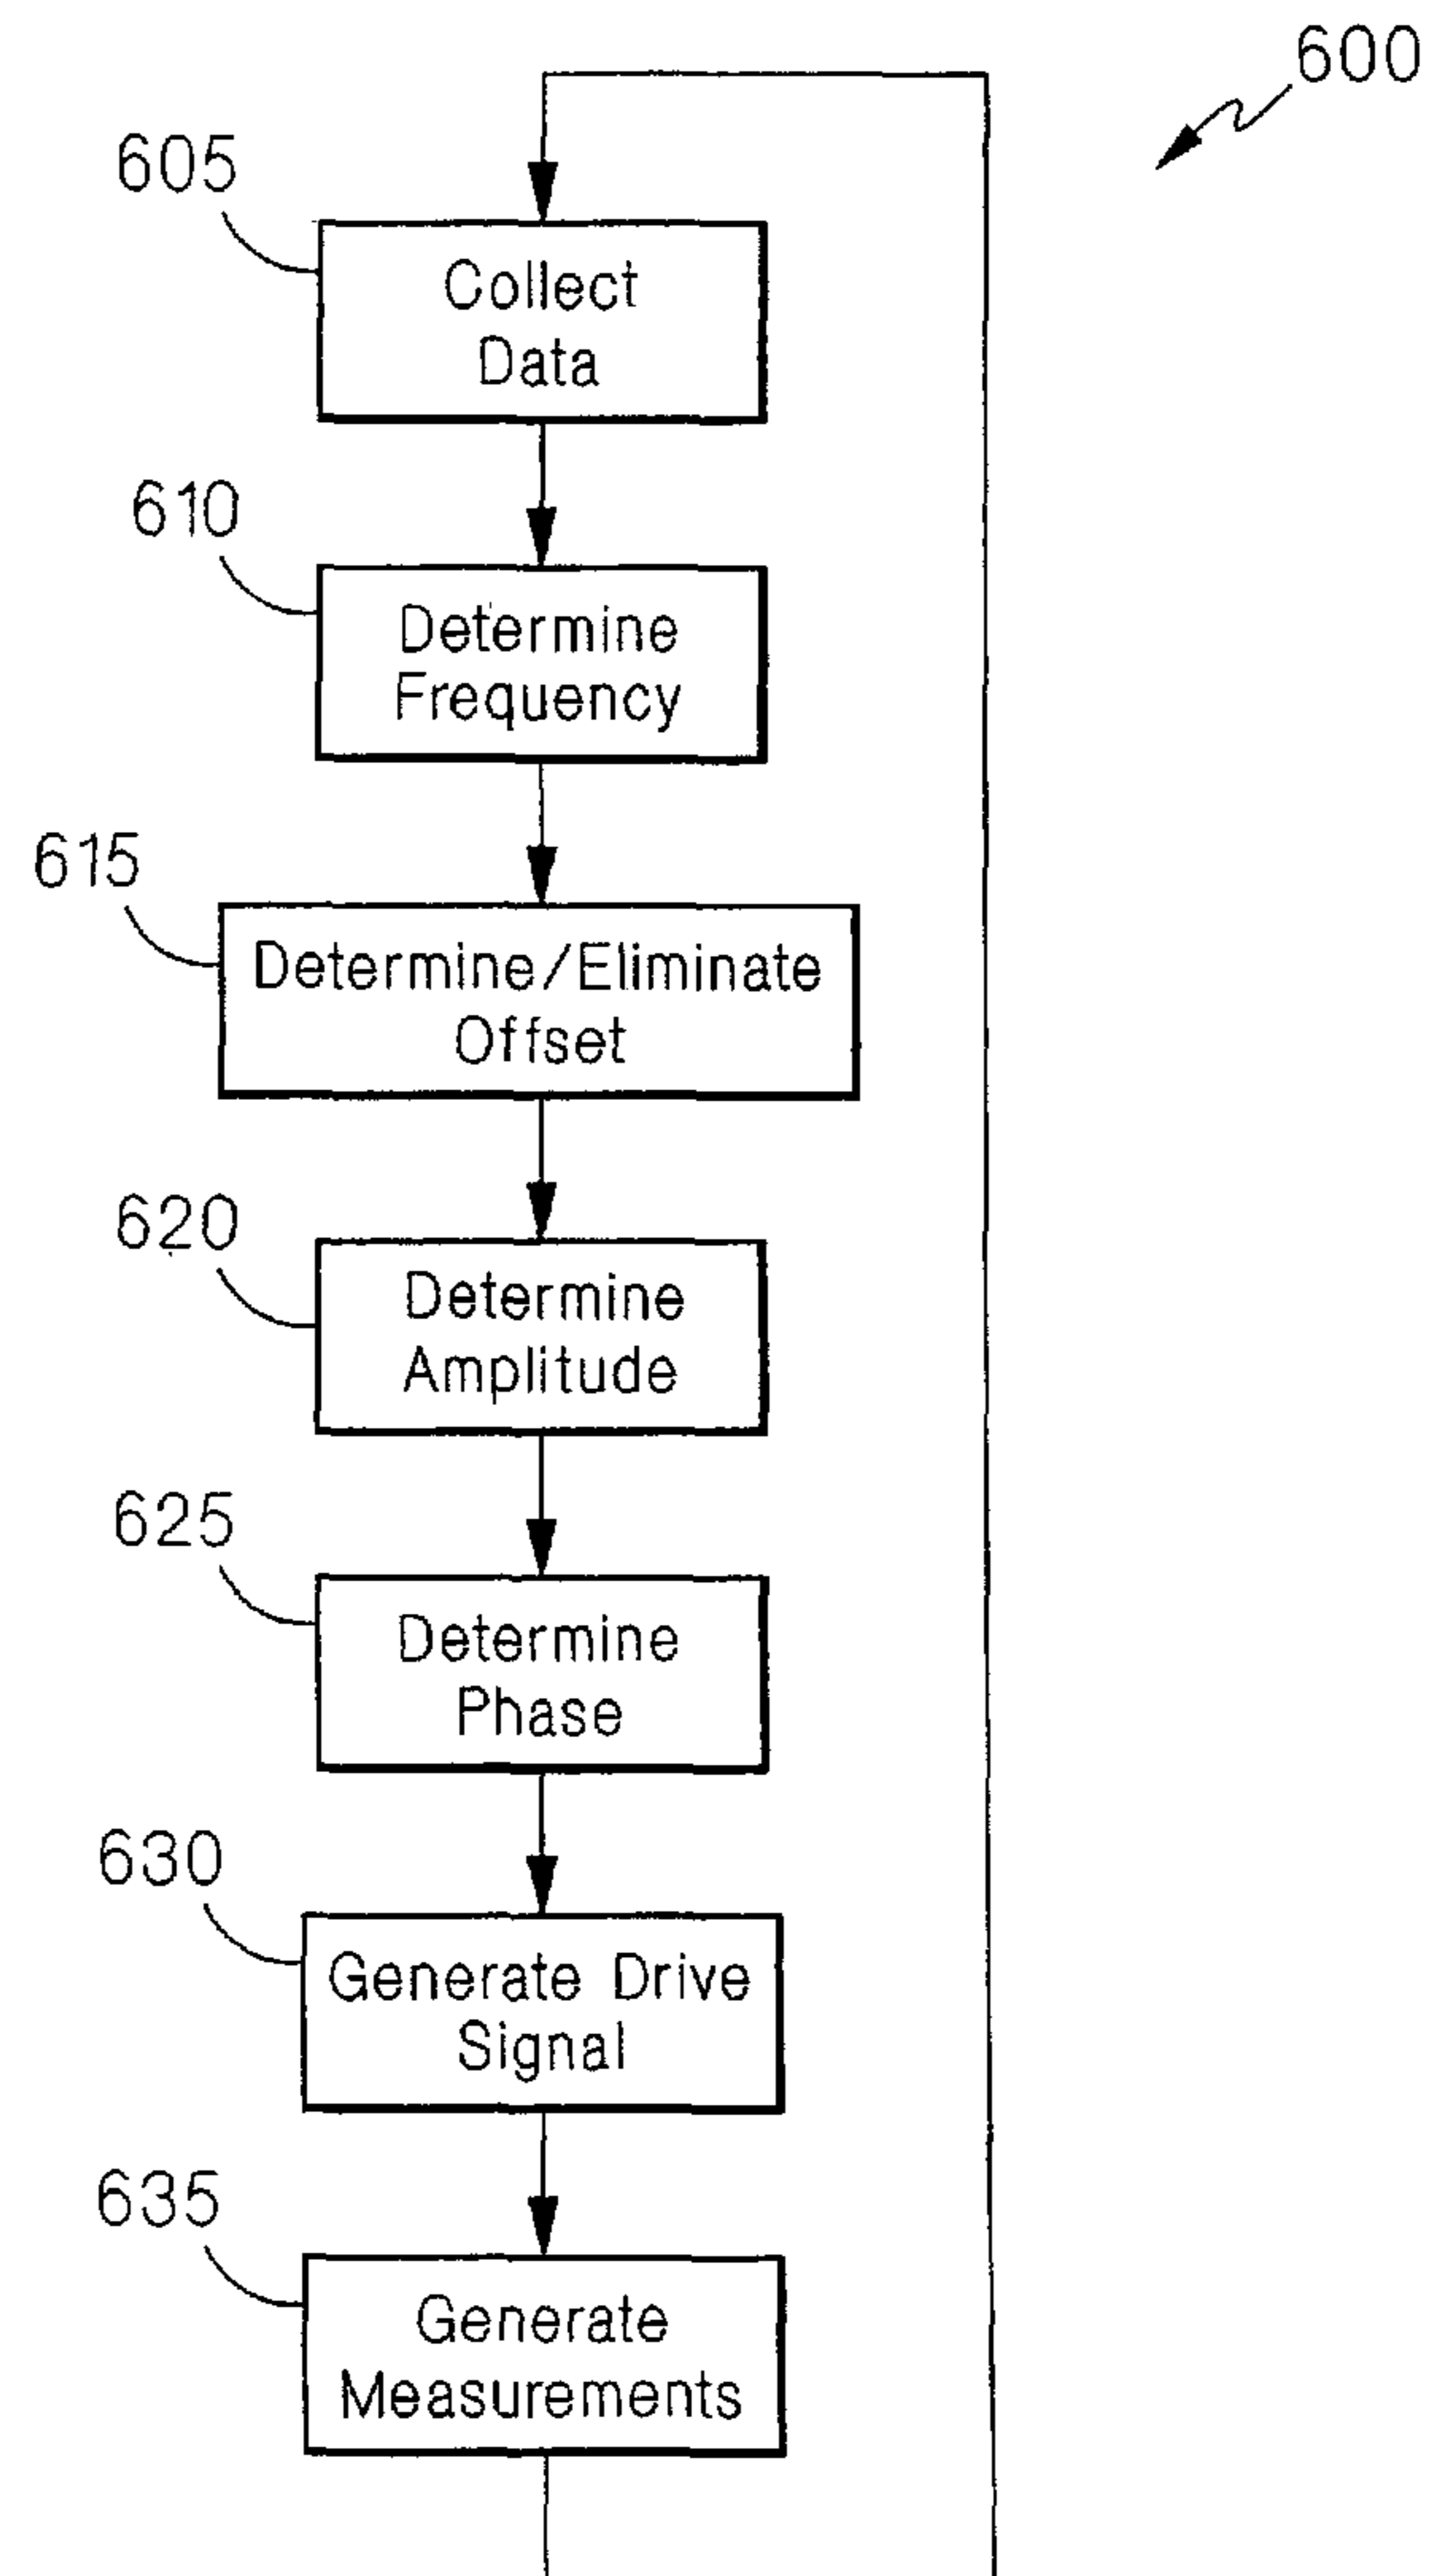 600
605
Collect
Data
610
Determine
Frequency
615
Determine/Eliminate
Offset
620
Determine
Amplitude
625
Determine
Phase
630
Generate Drive
Signal
635
Generate
Measurements